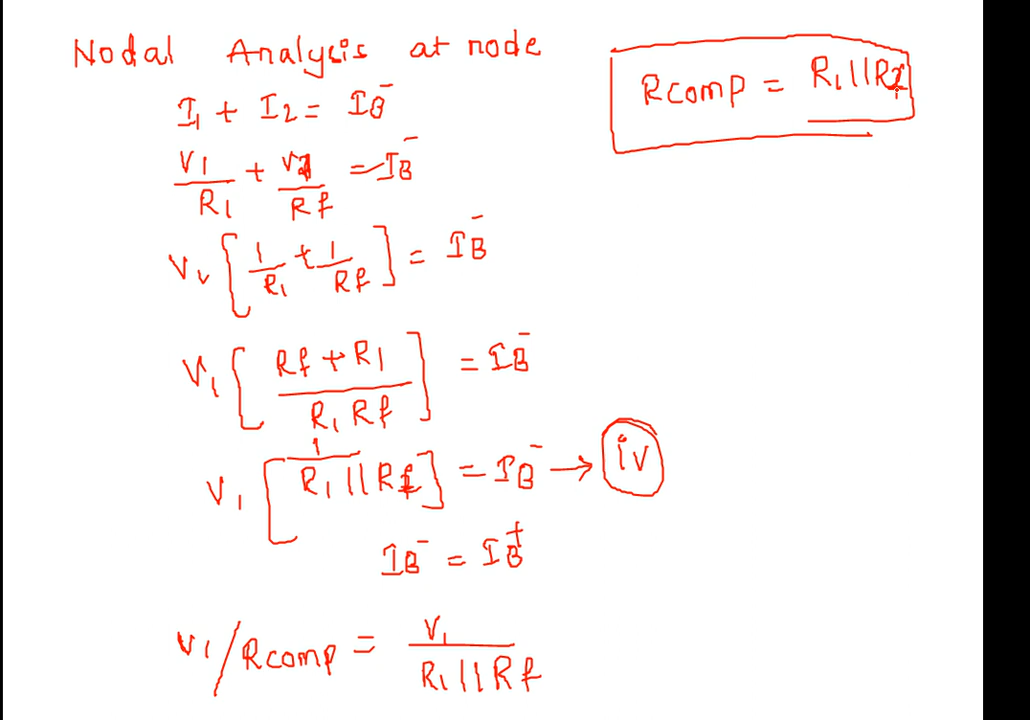 Nodal Analysis at node
I1 + I2 = IB⁻
V1/R1 + V1/Rf = IB⁻
V1 [ 1/R1 + 1/Rf ] = IB⁻
V1 [ Rf + R1 / R1 Rf ] = IB⁻
V1 [ 1 / R1 || Rf ] = IB⁻ → iv
IB⁻ = IB⁺
V1/Rcomp = V1 / R1 || Rf
Rcomp = R1 || Rf